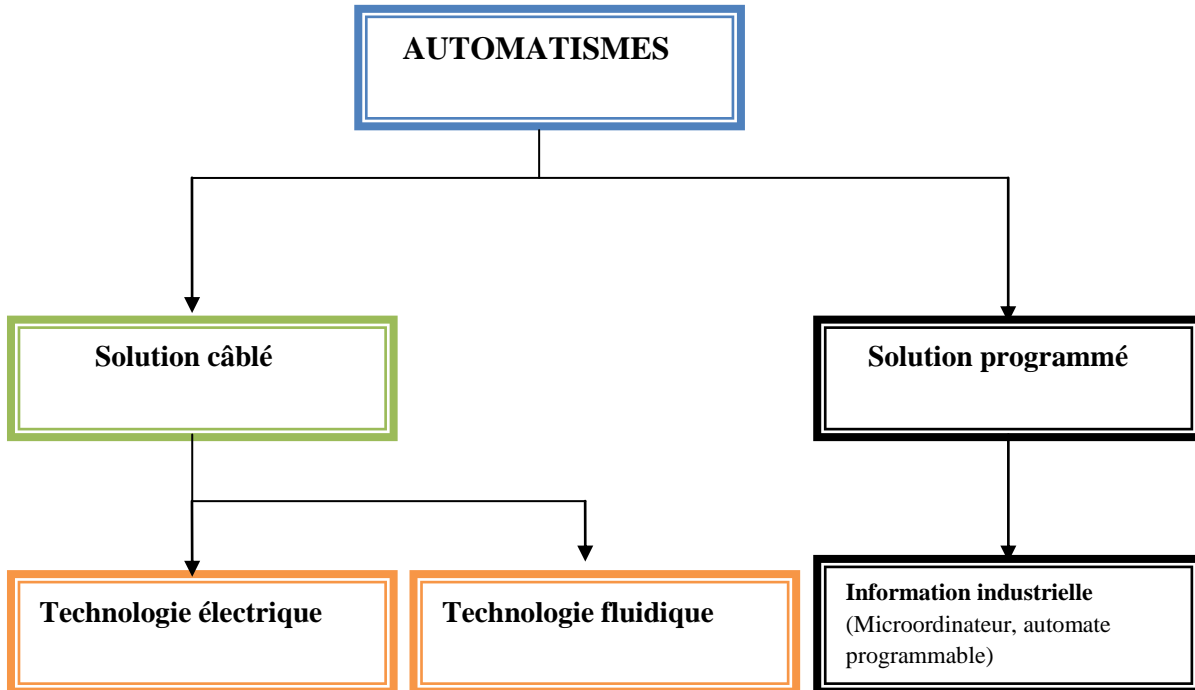 AUTOMATISMES
Solution câblé
Solution programmé
Technologie électrique
Technologie fluidique
Information industrielle
(Microordinateur, automate
programmable)